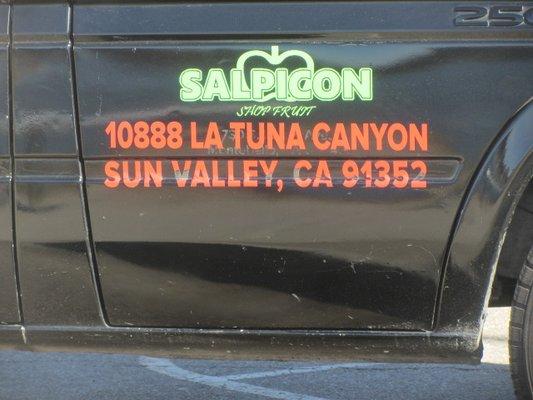 250
SALPICON
SHOP FRUIT
10888 LA TUNA CANYON
SUN VALLEY, CA 91352